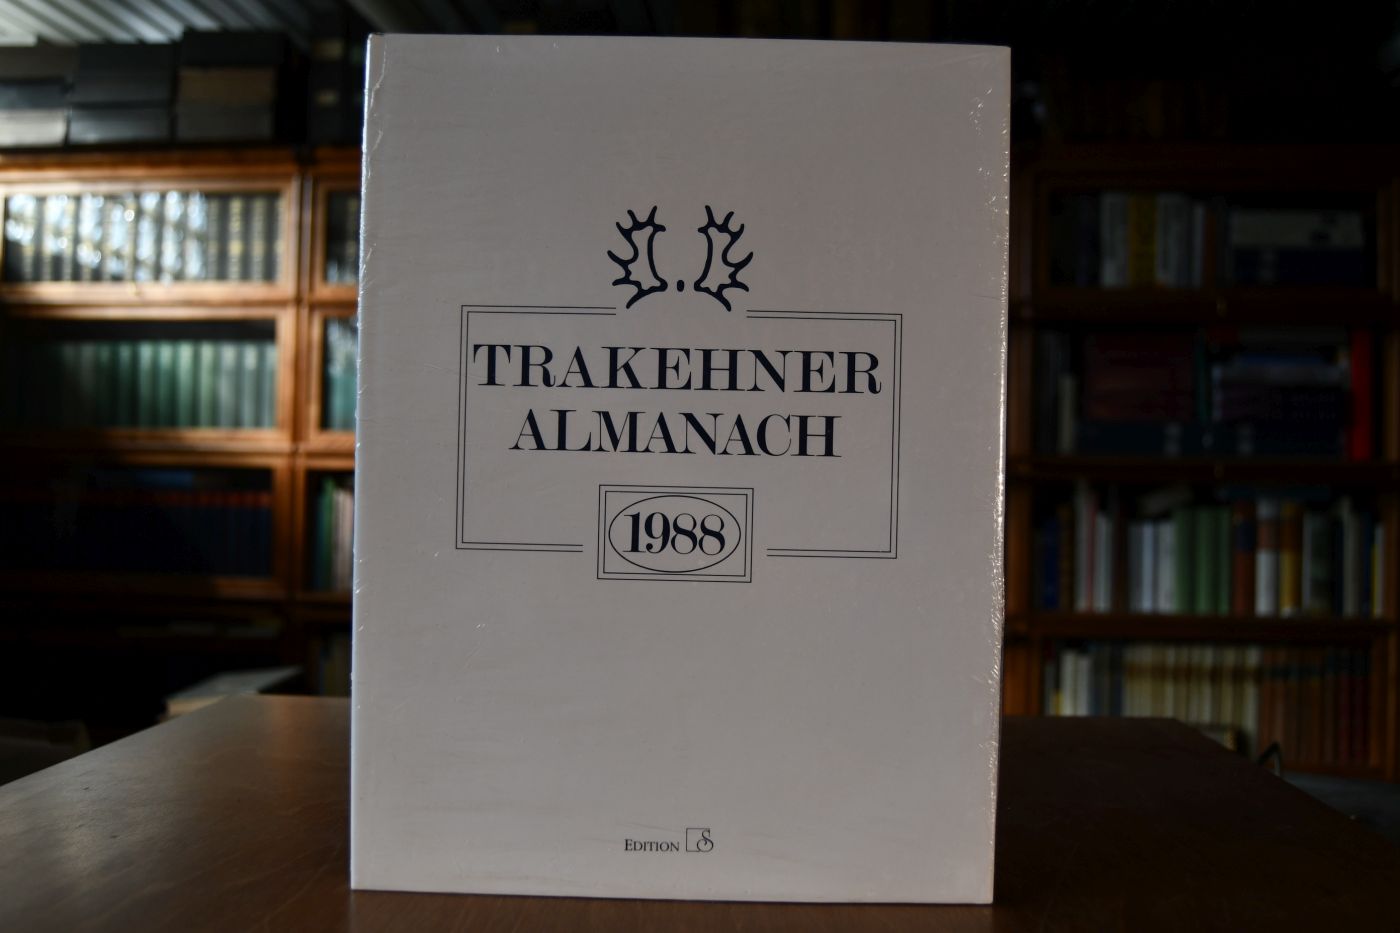 TRAKEHNER
ALMANACH
1988
EDITION S